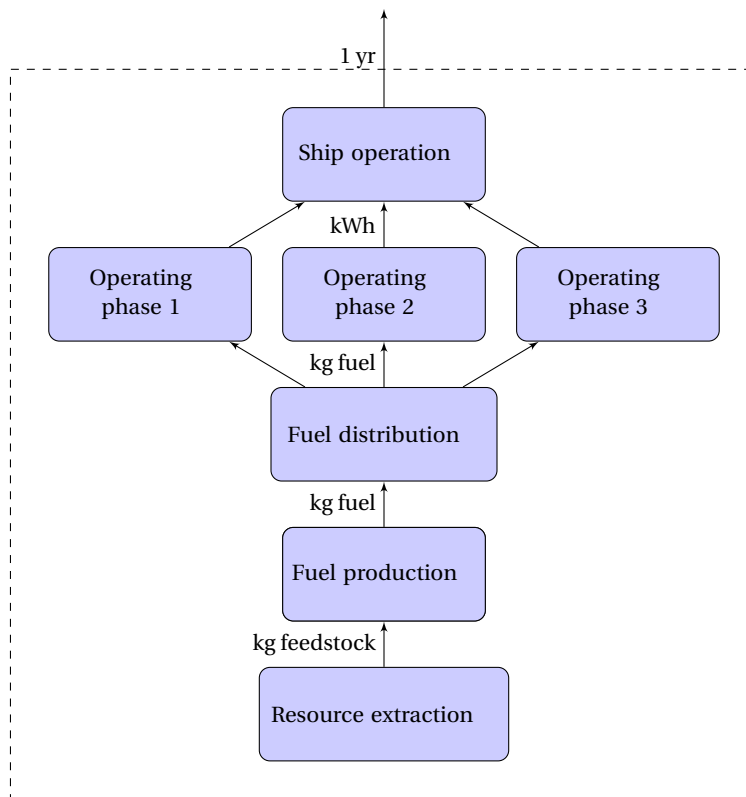 1 yr
Ship operation
kWh
Operating
phase 1
Operating
phase 2
Operating
phase 3
kg fuel
Fuel distribution
kg fuel
Fuel production
kg feedstock
Resource extraction